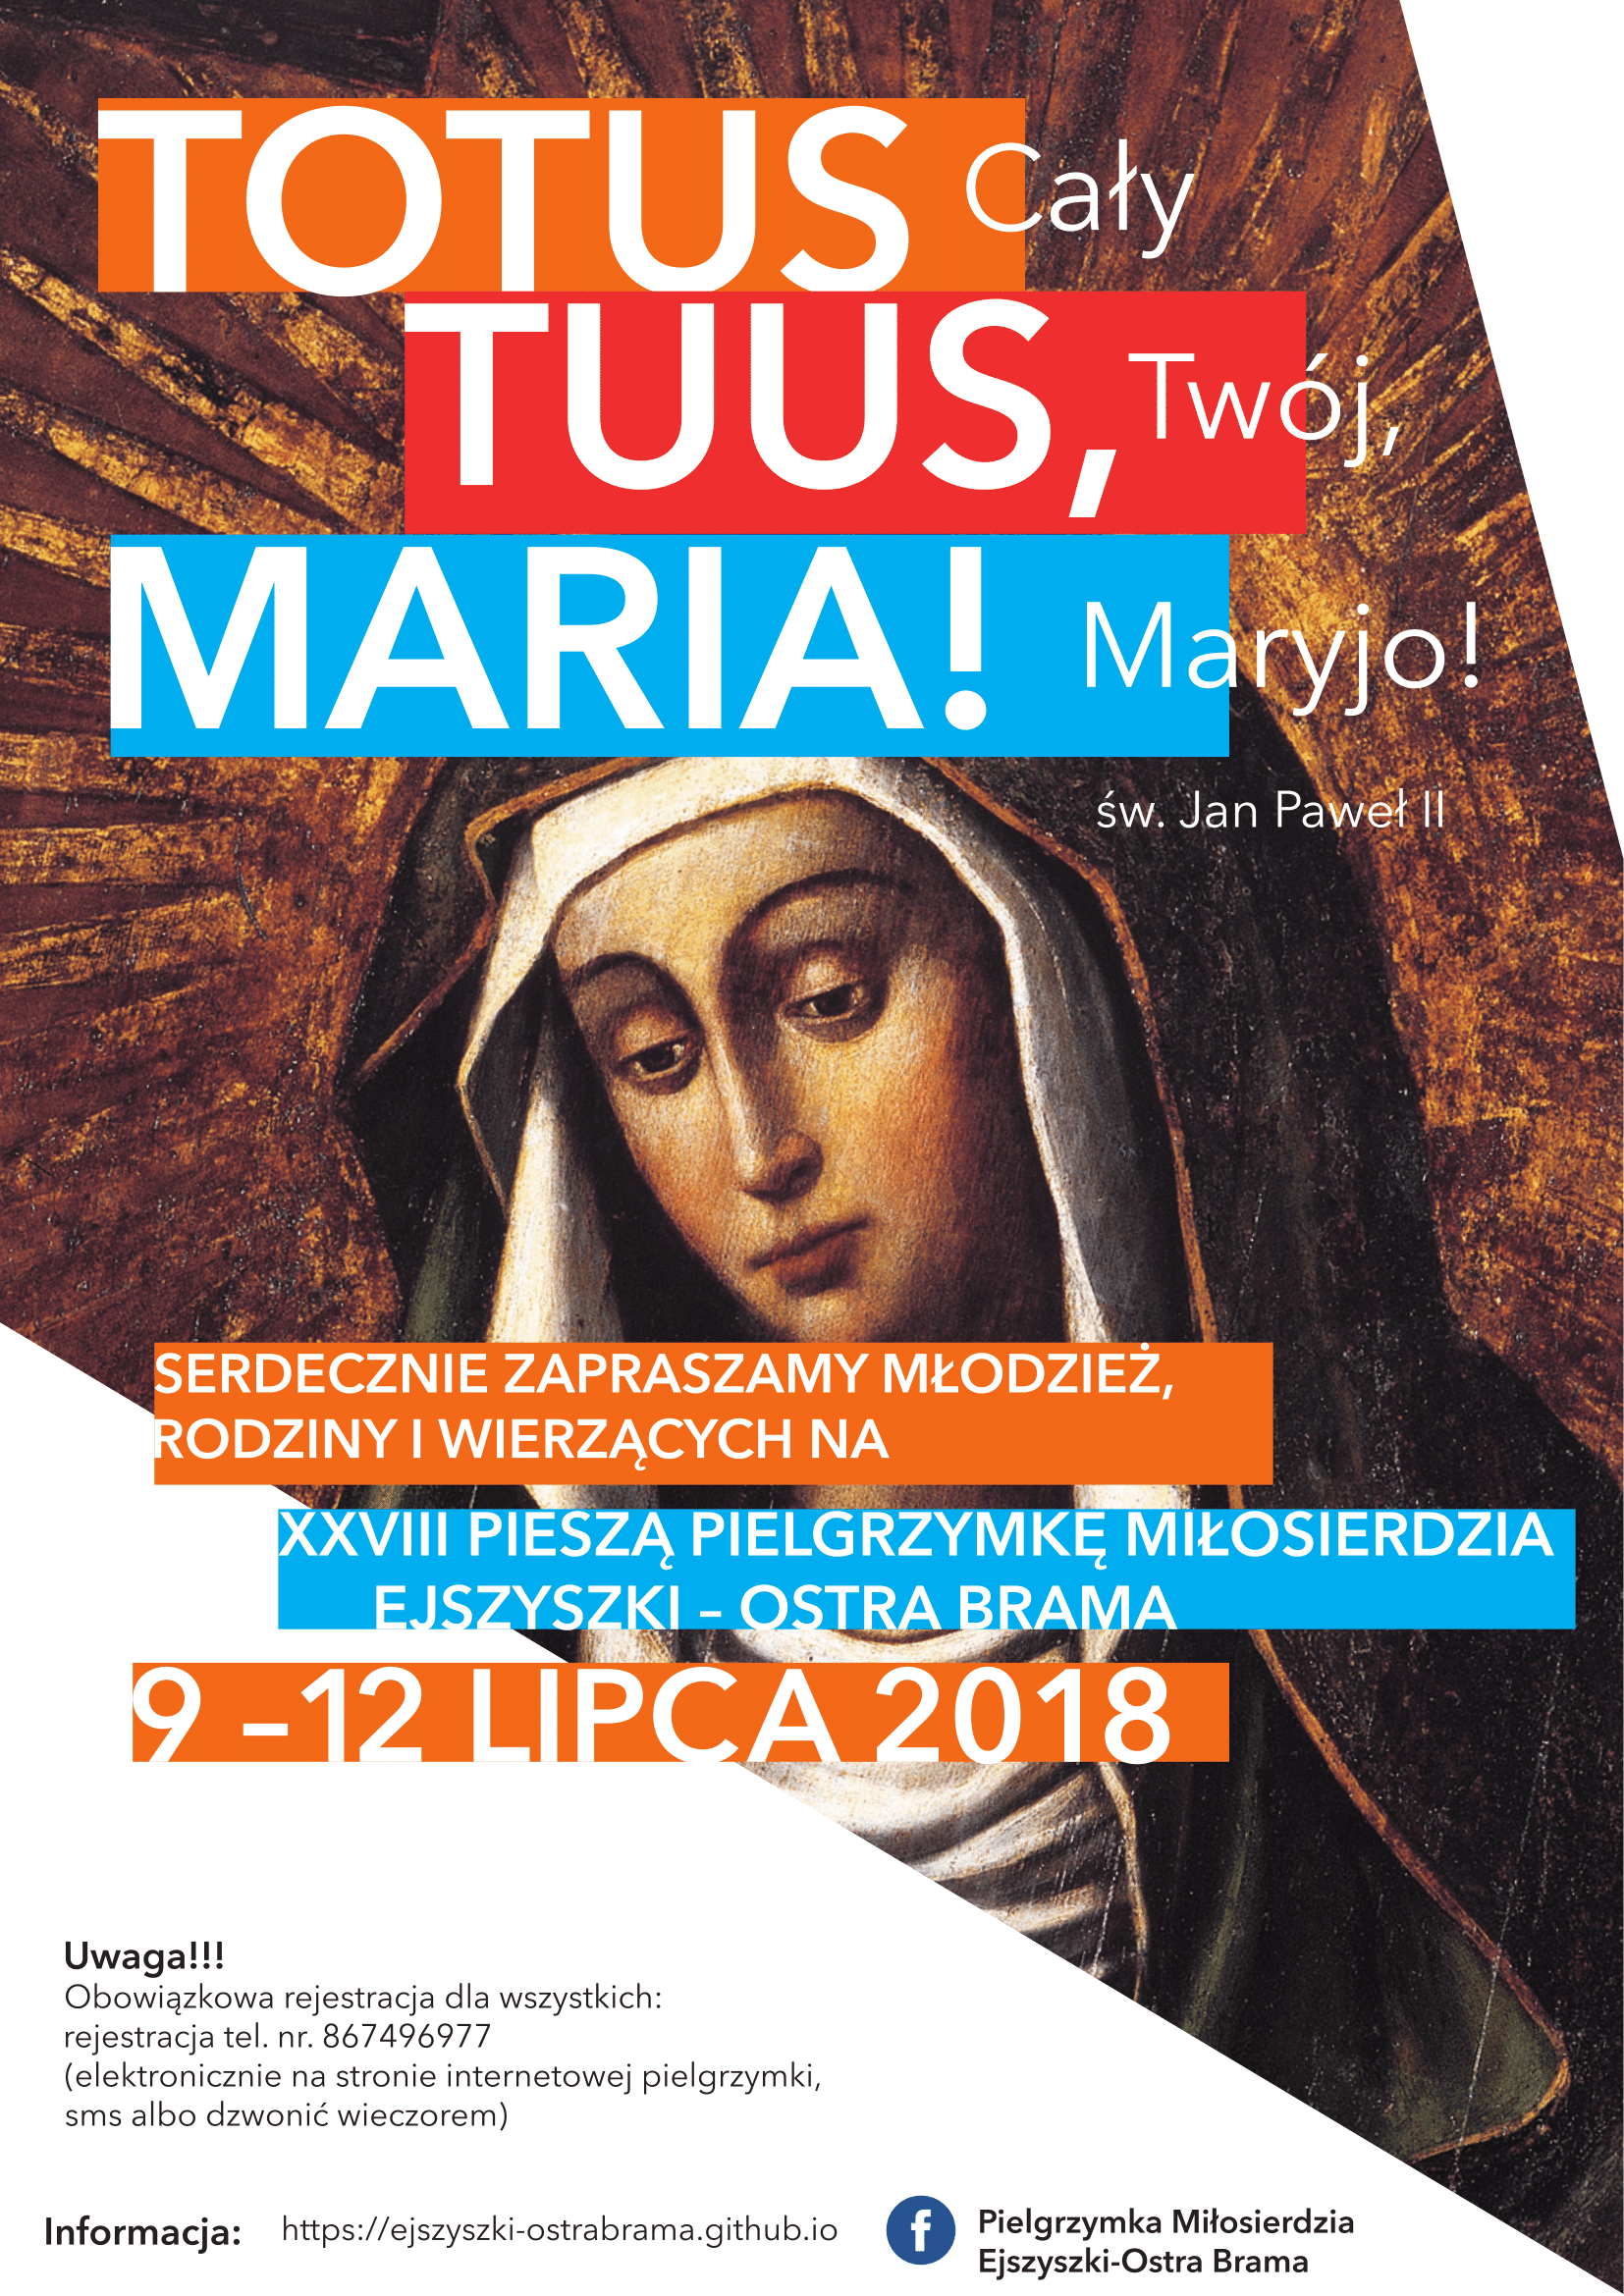 TOTUS Cały
TUUS, Twój,
MARIA! Maryjo!
św. Jan Paweł II
SERDECZNIE ZAPRASZAMY MŁODZIEŻ,
RODZINY I WIERZĄCYCH NA
XXVIII PIESZĄ PIELGRZYMKĘ MIŁOSIERDZIA
EJSZYSZKI – OSTRA BRAMA
9 –12 LIPCA 2018
Uwaga!!!
Obowiązkowa rejestracja dla wszystkich:
rejestracja tel. nr. 867496977
(elektronicznie na stronie internetowej pielgrzymki,
sms albo dzwonić wieczorem)
Informacja: https://ejszyszki-ostrabrama.github.io
Pielgrzymka Miłosierdzia
Ejszyszki-Ostra Brama